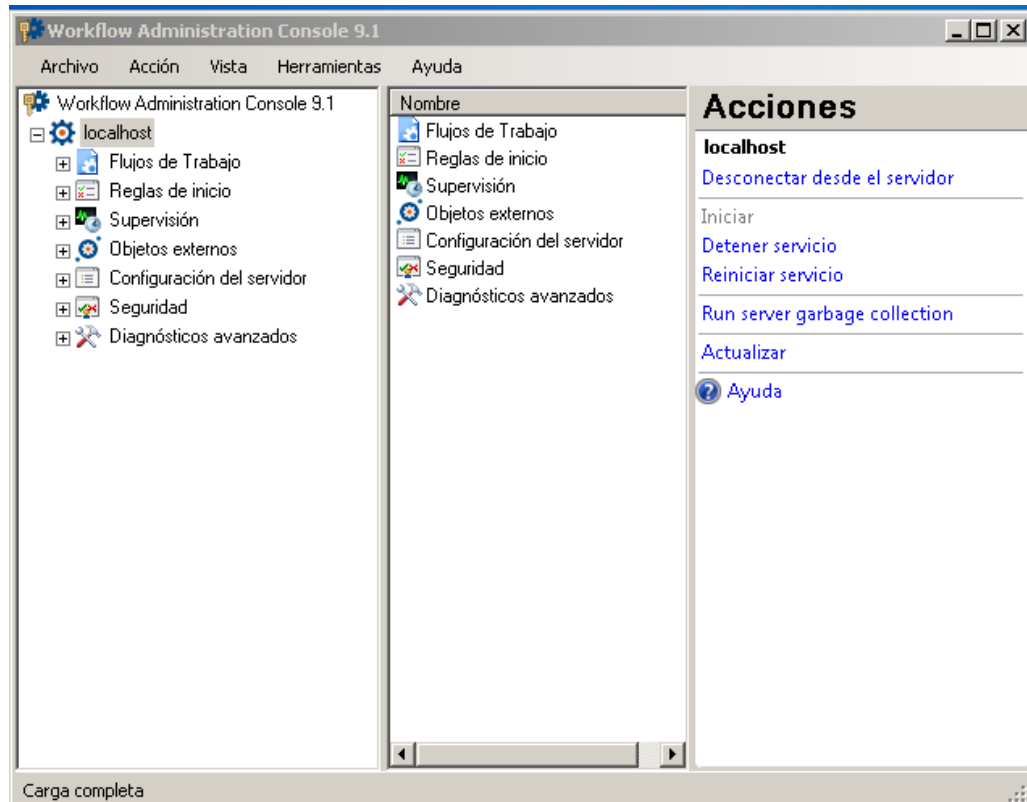 Workflow Administration Console 9.1
Archivo Acción Vista Herramientas Ayuda
Workflow Administration Console 9.1
localhost
Flujos de Trabajo
Reglas de inicio
Supervisión
Objetos externos
Configuración del servidor
Seguridad
Diagnósticos avanzados
Nombre
Flujos de Trabajo
Reglas de inicio
Supervisión
Objetos externos
Configuración del servidor
Seguridad
Diagnósticos avanzados
Acciones
localhost
Desconectar desde el servidor
Iniciar
Detener servicio
Reiniciar servicio
Run server garbage collection
Actualizar
Ayuda
Carga completa